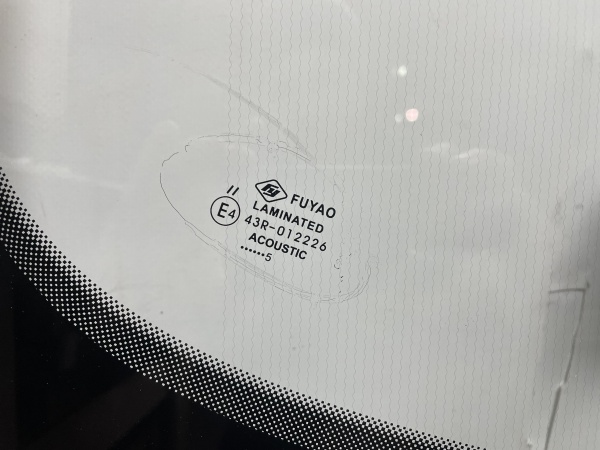 FUYAO
II
LAMINATED
E4
43R-012226
ACOUSTIC
••••••5